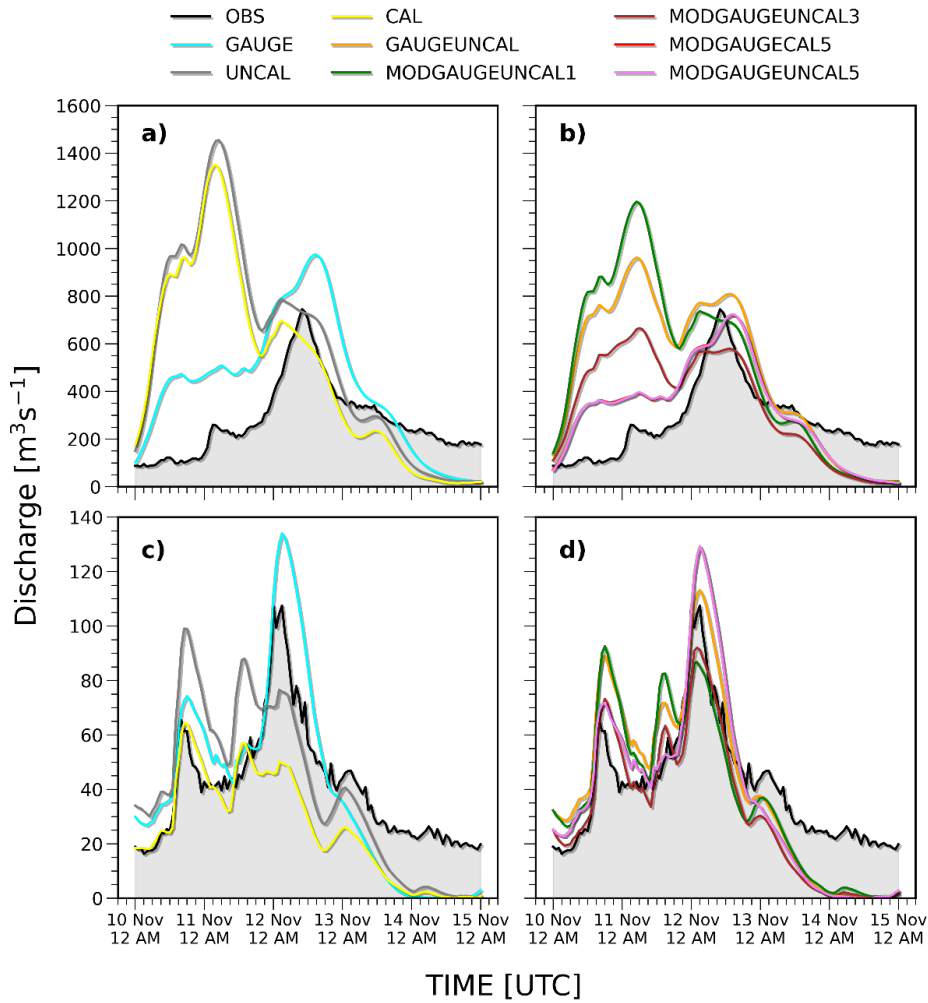 OBS CAL MODGAUGEUNCAL3
GAUGE GAUGEUNCAL MODGAUGECAL5
UNCAL MODGAUGEUNCAL1 MODGAUGEUNCAL5
a) b)
1600
1400
1200
1000
800
600
400
200
0
c) d)
140
120
100
80
60
40
20
0
Discharge [m³s⁻¹]
10 Nov 11 Nov 12 Nov 13 Nov 14 Nov 15 Nov 10 Nov 11 Nov 12 Nov 13 Nov 14 Nov 15 Nov
12 AM 12 AM 12 AM 12 AM 12 AM 12 AM 12 AM 12 AM 12 AM 12 AM 12 AM 12 AM
TIME [UTC]